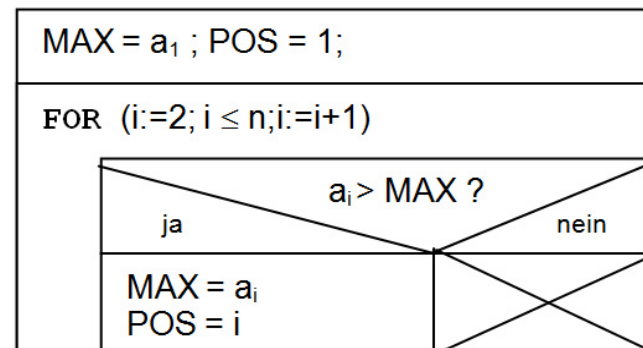 MAX = a₁ ; POS = 1;
FOR (i:=2; i ≤ n;i:=i+1)
aᵢ > MAX ?
ja nein
MAX = aᵢ
POS = i